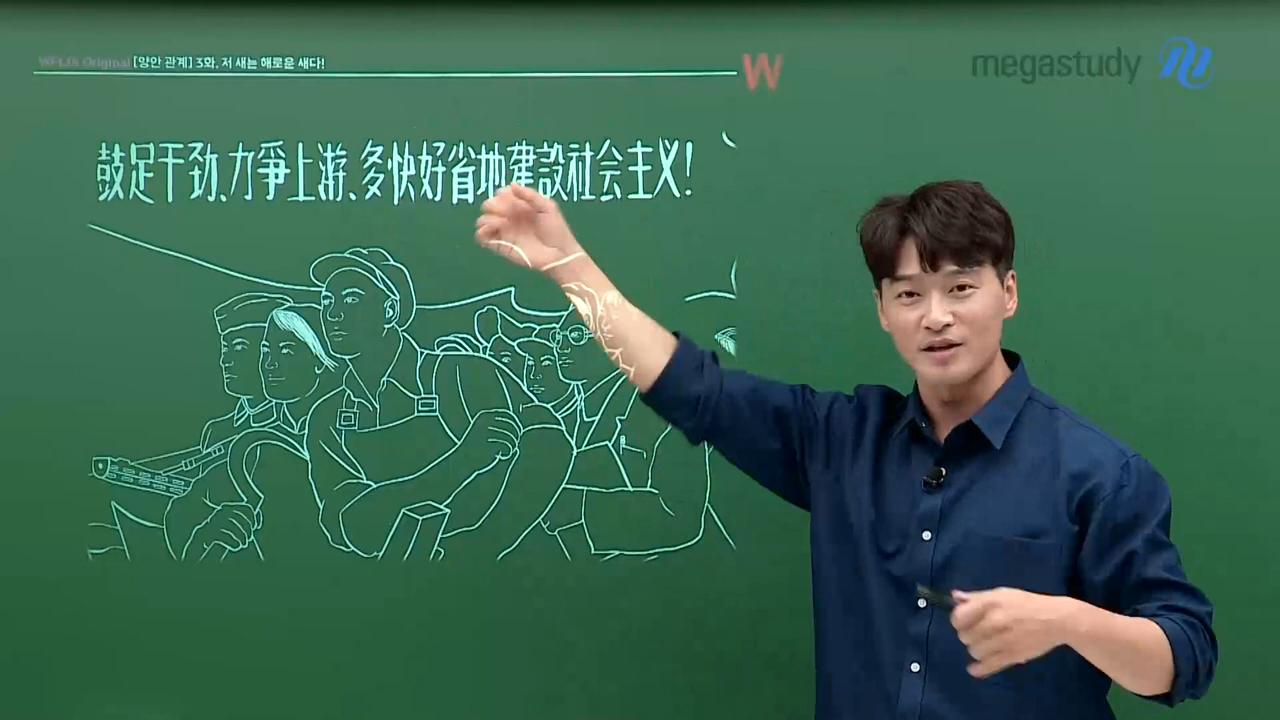 WFLIX Original [양안 관계] 3화, 저 새는 해로운 새다!
W
megastudy
鼓足干劲、力爭上游、多快好省地建設社会主义!